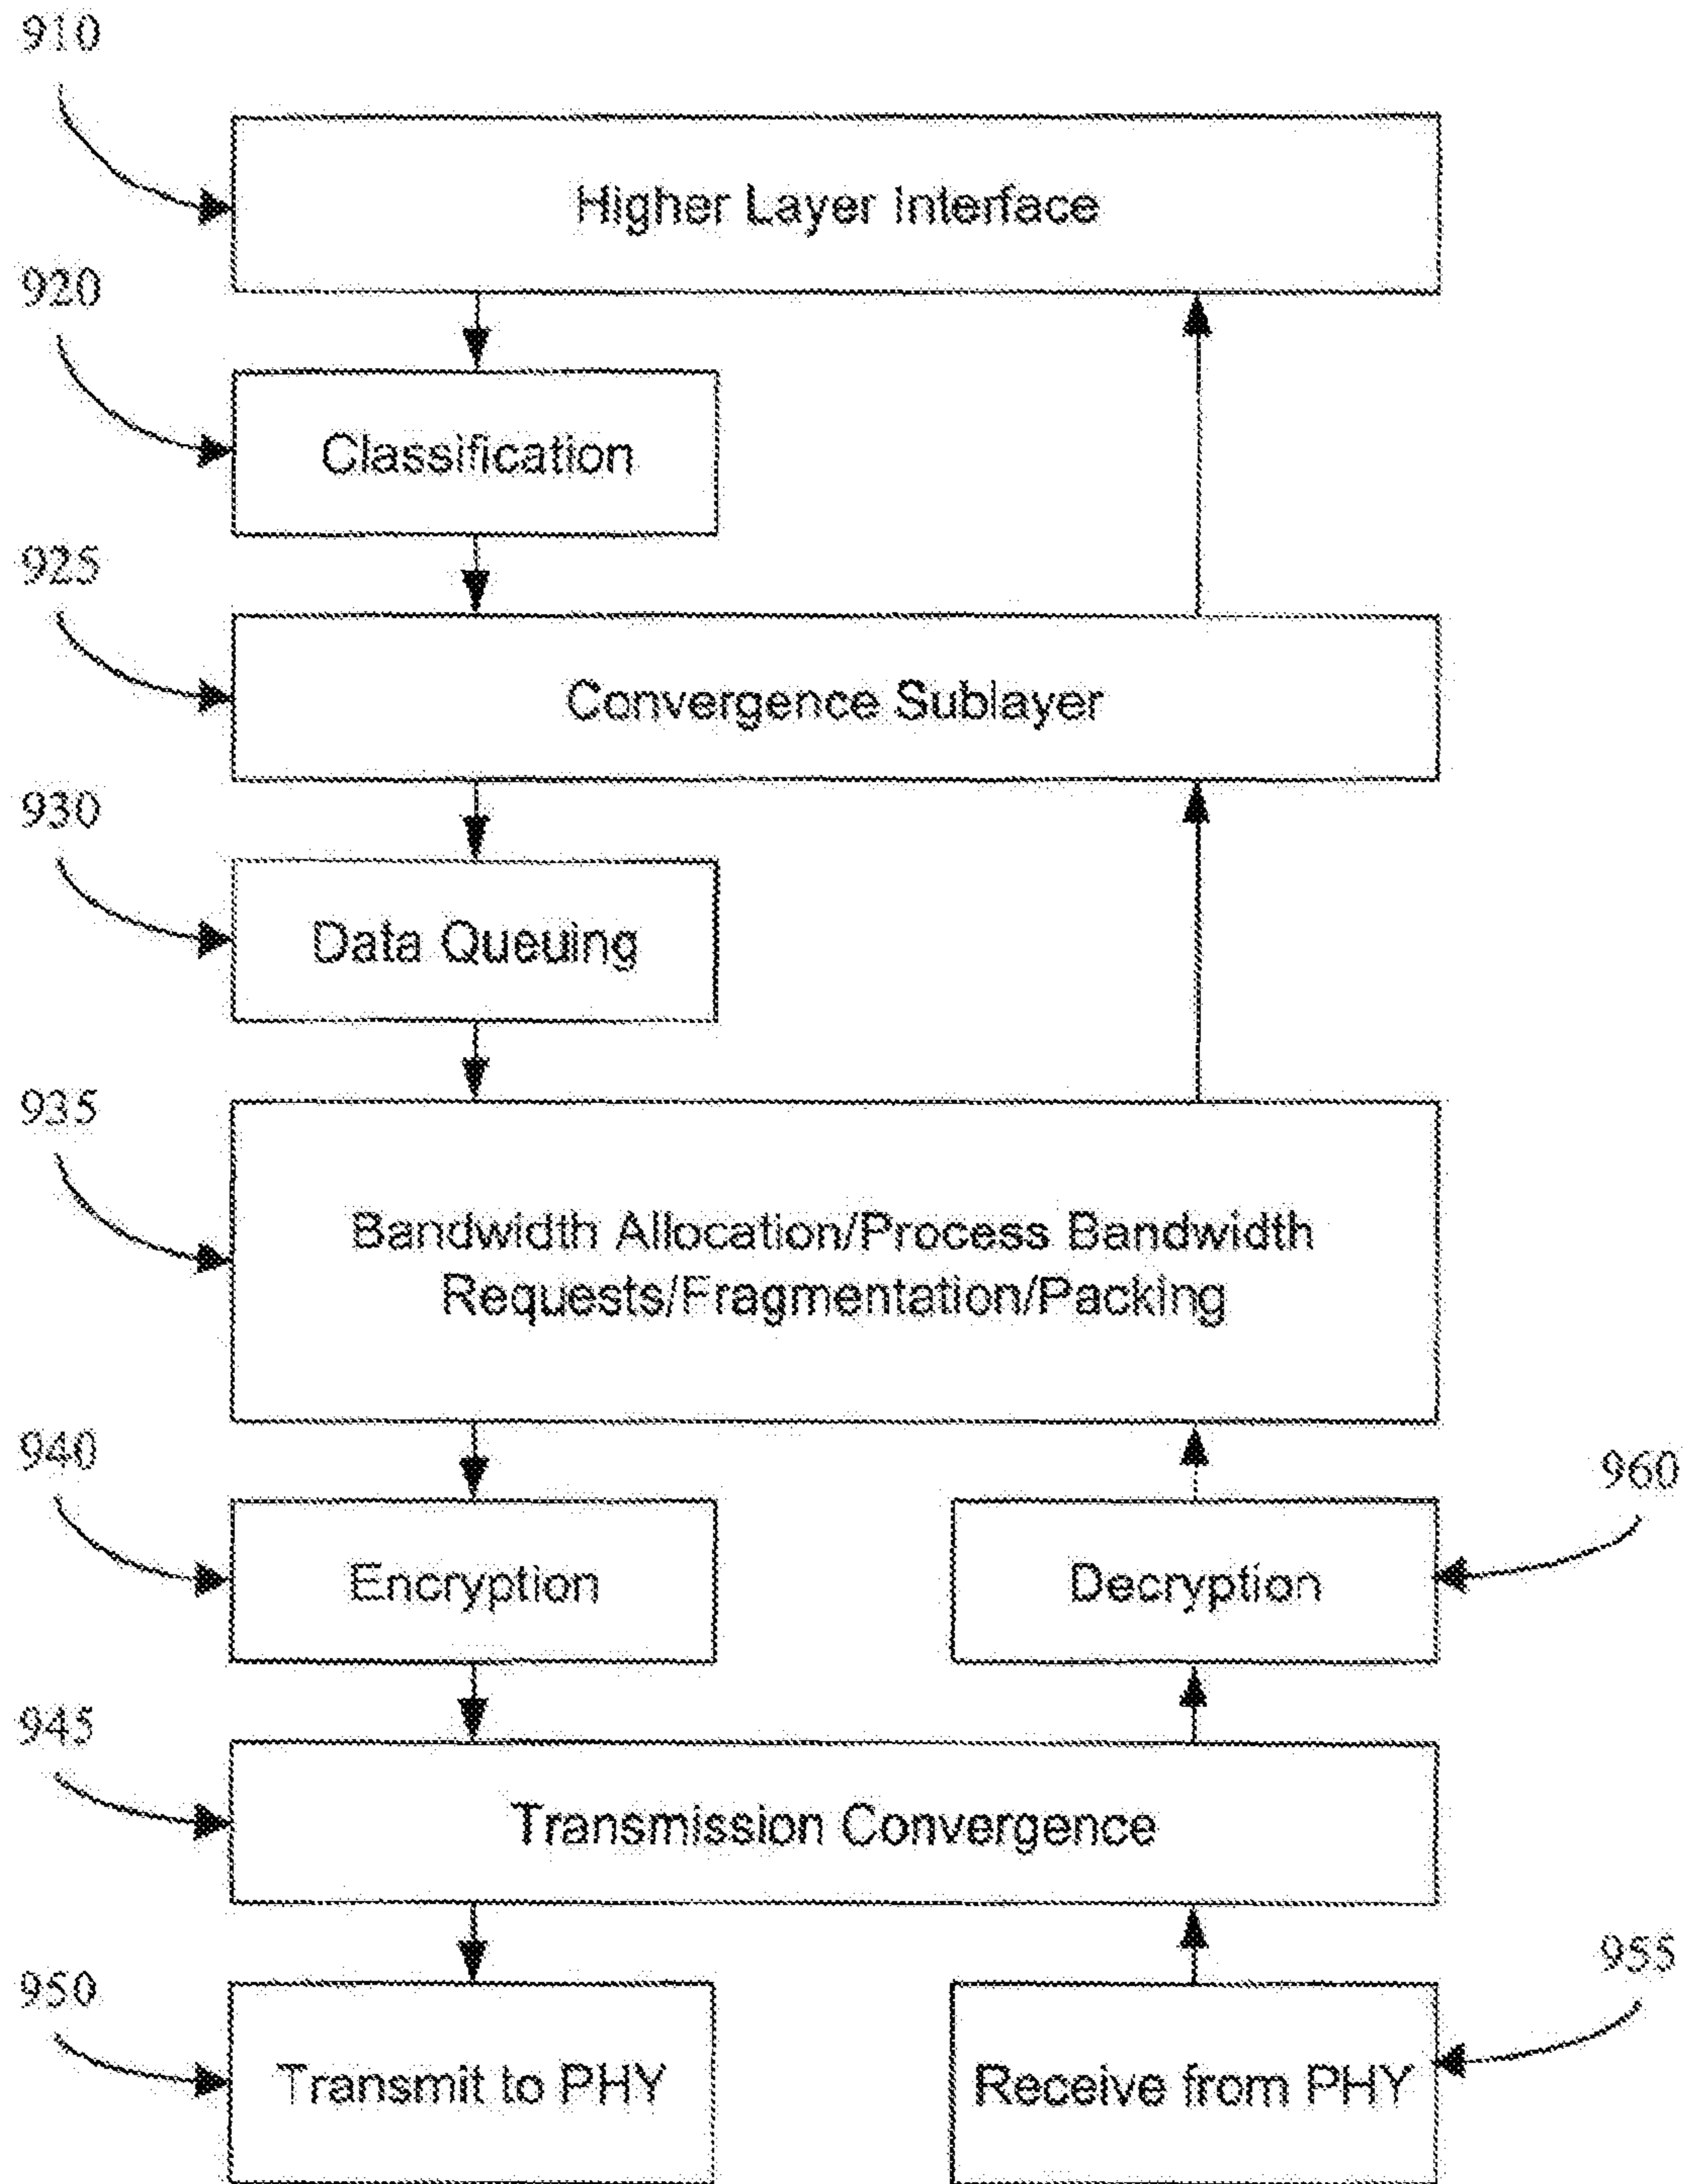 910
Higher Layer Interface
920
Classification
925
Convergence Sublayer
930
Data Queuing
935
Bandwidth Allocation/Process Bandwidth
Requests/Fragmentation/Packing
940
960
Encryption
Decryption
945
Transmission Convergence
950
955
Transmit to PHY
Receive from PHY